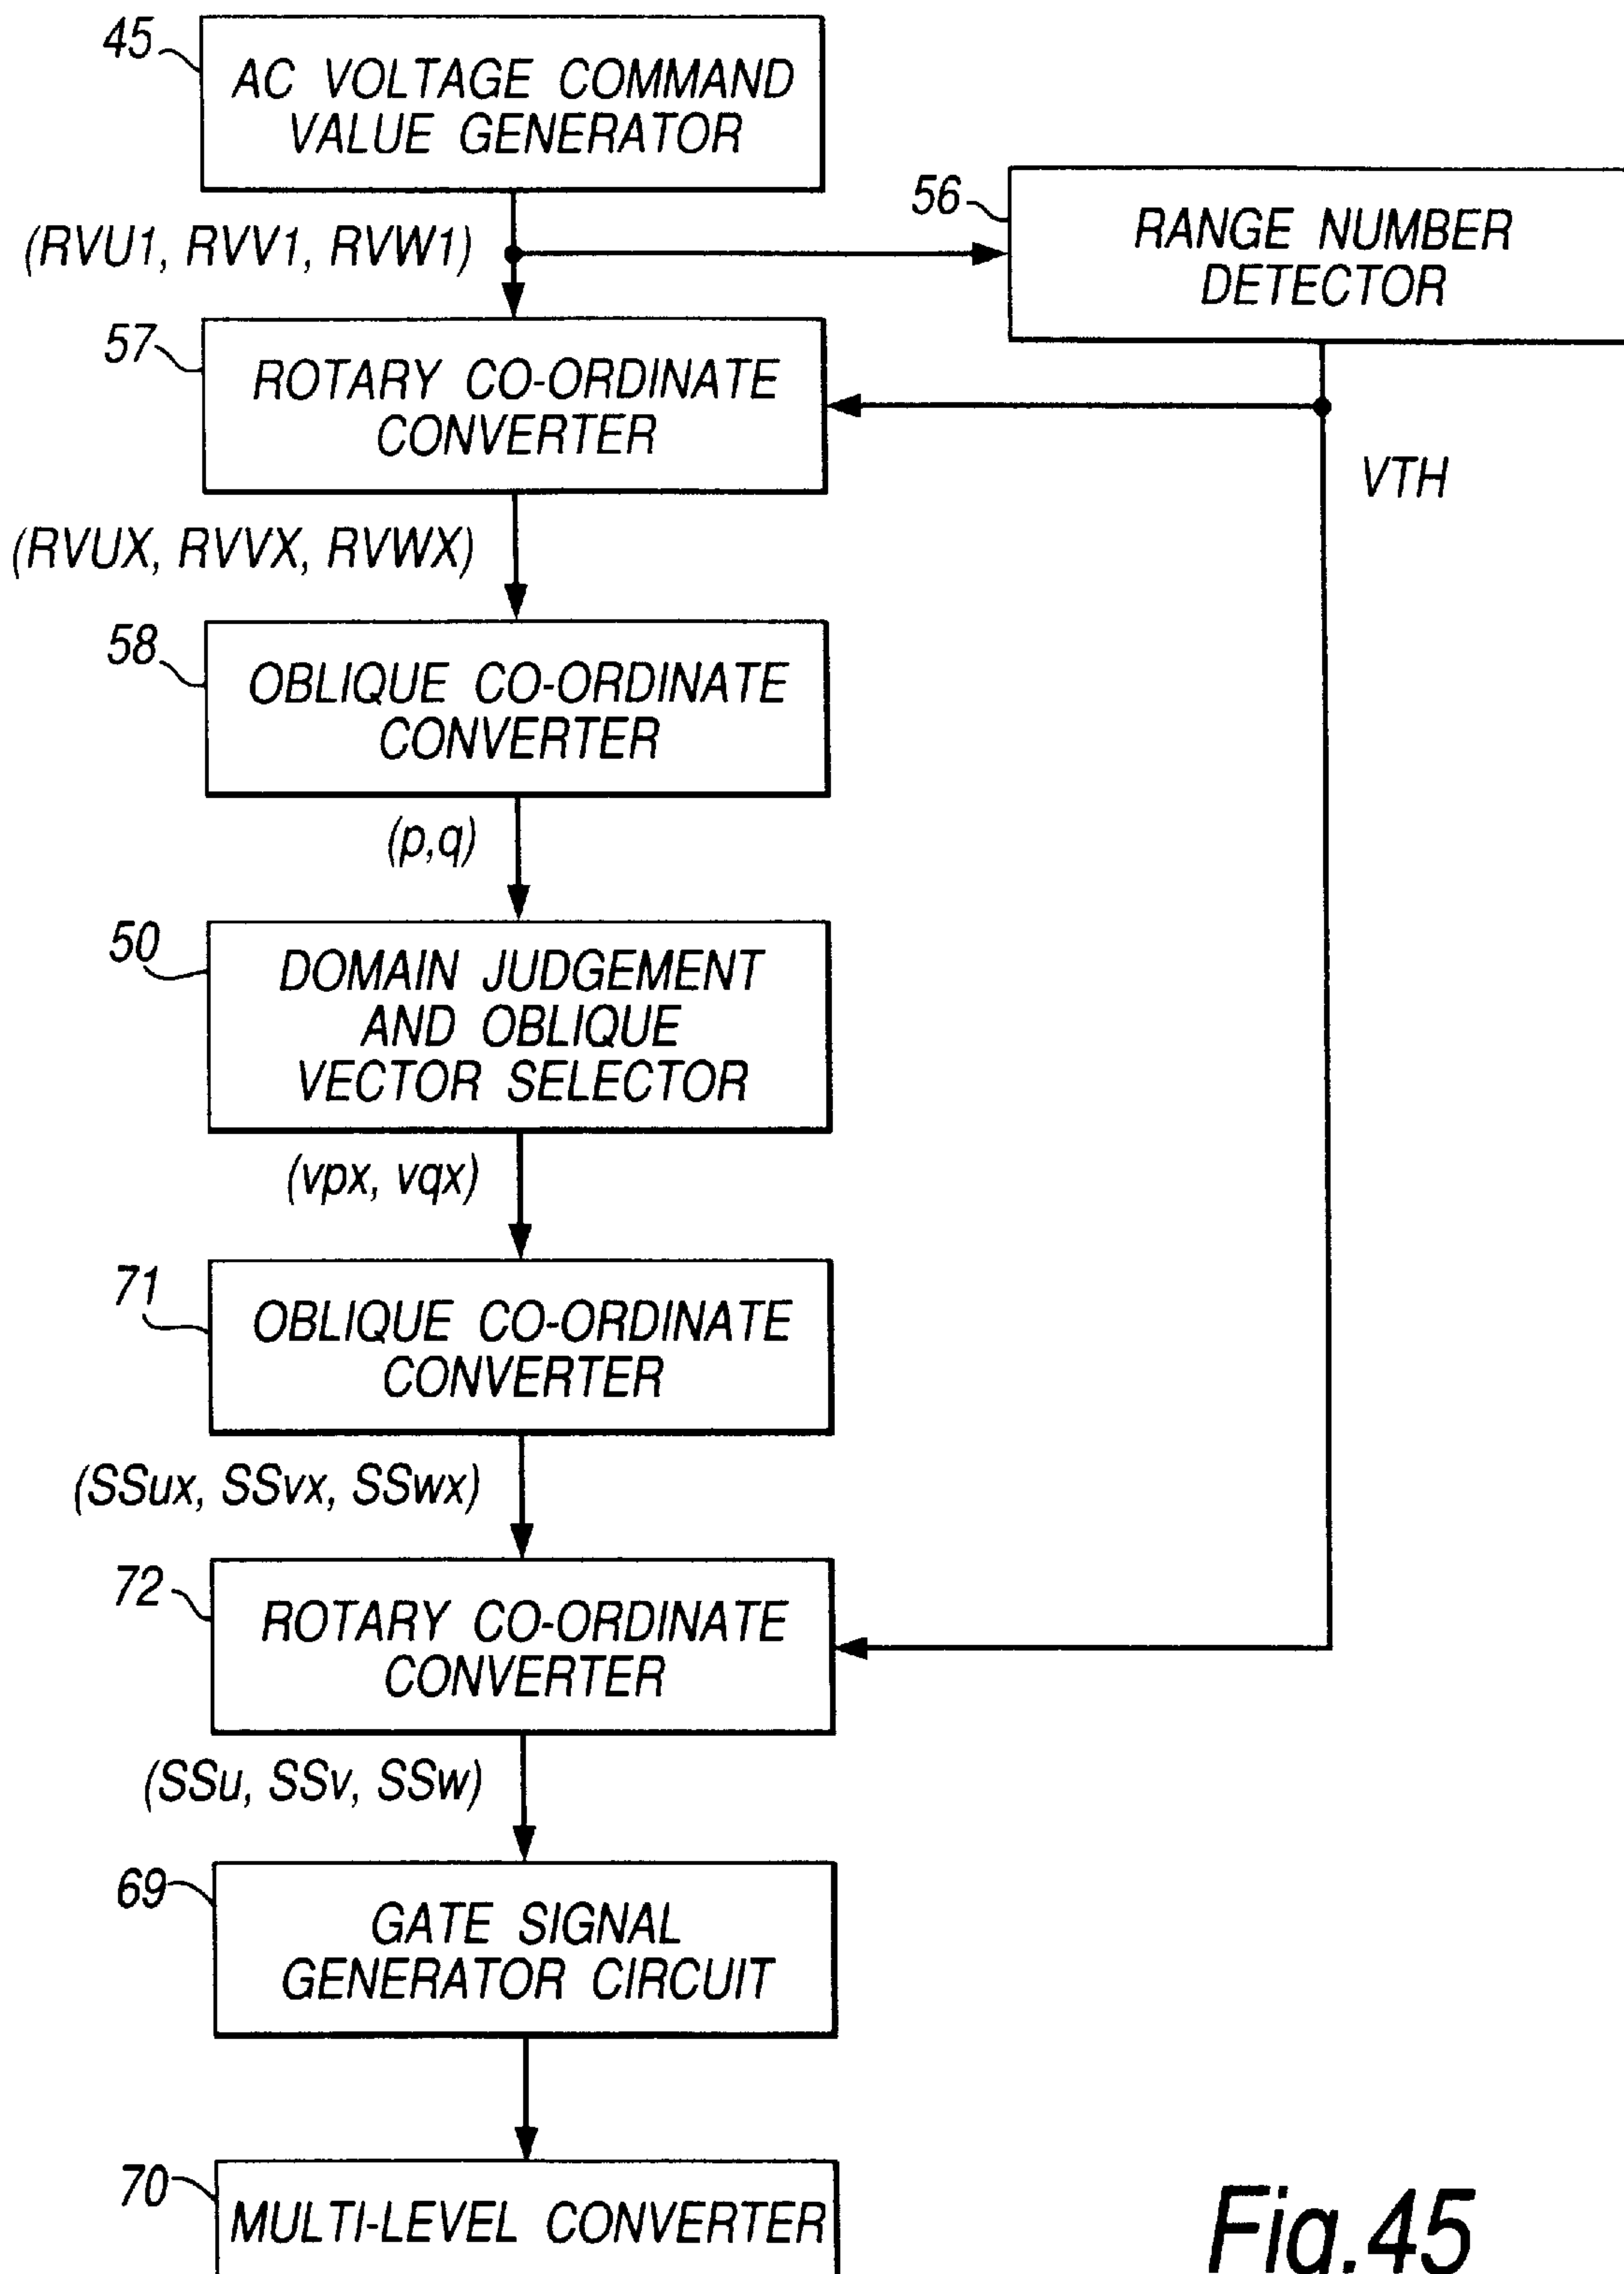 45
AC VOLTAGE COMMAND
VALUE GENERATOR
56
RANGE NUMBER
DETECTOR
(RVU1, RVV1, RVW1)
57
ROTARY CO-ORDINATE
CONVERTER
VTH
(RVUX, RVVX, RVWX)
58
OBLIQUE CO-ORDINATE
CONVERTER
(p,q)
50
DOMAIN JUDGEMENT
AND OBLIQUE
VECTOR SELECTOR
(vpx, vqx)
71
OBLIQUE CO-ORDINATE
CONVERTER
(SSux, SSvx, SSwx)
72
ROTARY CO-ORDINATE
CONVERTER
(SSu, SSv, SSw)
69
GATE SIGNAL
GENERATOR CIRCUIT
70
MULTI-LEVEL CONVERTER
Fig.45